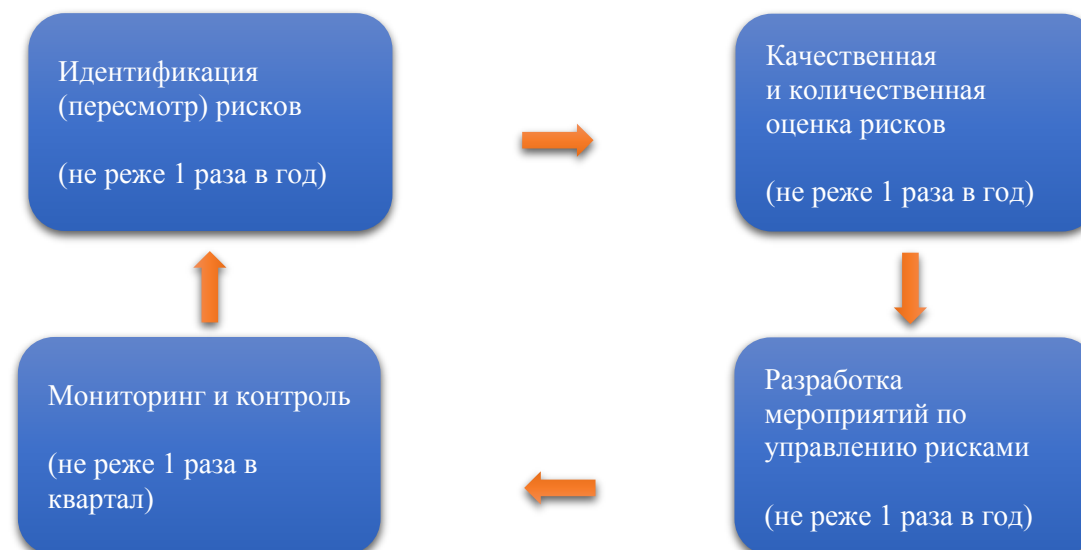 Идентификация
(пересмотр) рисков
(не реже 1 раза в год)
Качественная
и количественная
оценка рисков
(не реже 1 раза в год)
Мониторинг и контроль
(не реже 1 раза в
квартал)
Разработка
мероприятий по
управлению рисками
(не реже 1 раза в год)